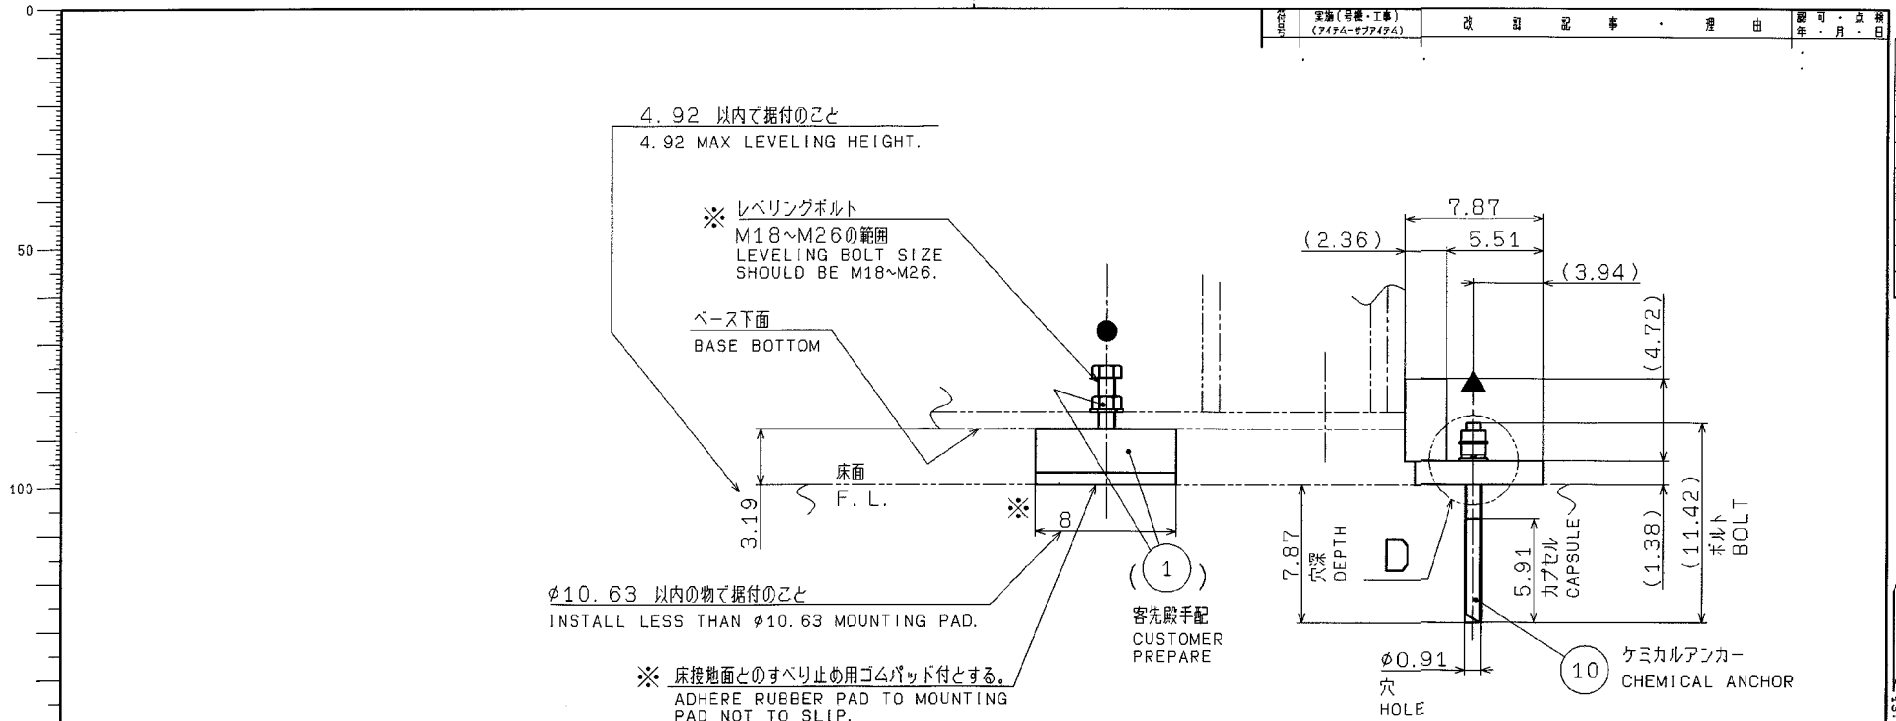 0
符号
実施(号機・工事)
(アイテム-サブアイテム)
改 訂 記 事 ・ 理 由
認可・点検
年・月・日
4.92 以内で据付のこと
4.92 MAX LEVELING HEIGHT.
※ レベリングボルト
M18~M26の範囲
LEVELING BOLT SIZE
SHOULD BE M18~M26.
7.87
(2.36)
5.51
(3.94)
50
ベース下面
BASE BOTTOM
(4.72)
床面
F.L.
100
3.19
※
8
( 1 )
客先殿手配
CUSTOMER
PREPARE
7.87
穴深
DEPTH
D
5.91
カプセル
CAPSULE
(1.38)
(11.42)
ボルト
BOLT
φ10.63 以内の物で据付のこと
INSTALL LESS THAN φ10.63 MOUNTING PAD.
※ 床接地面とのすべり止め用ゴムパッド付とする。
ADHERE RUBBER PAD TO MOUNTING
PAD NOT TO SLIP.
φ0.91
穴
HOLE
10
ケミカルアンカー
CHEMICAL ANCHOR